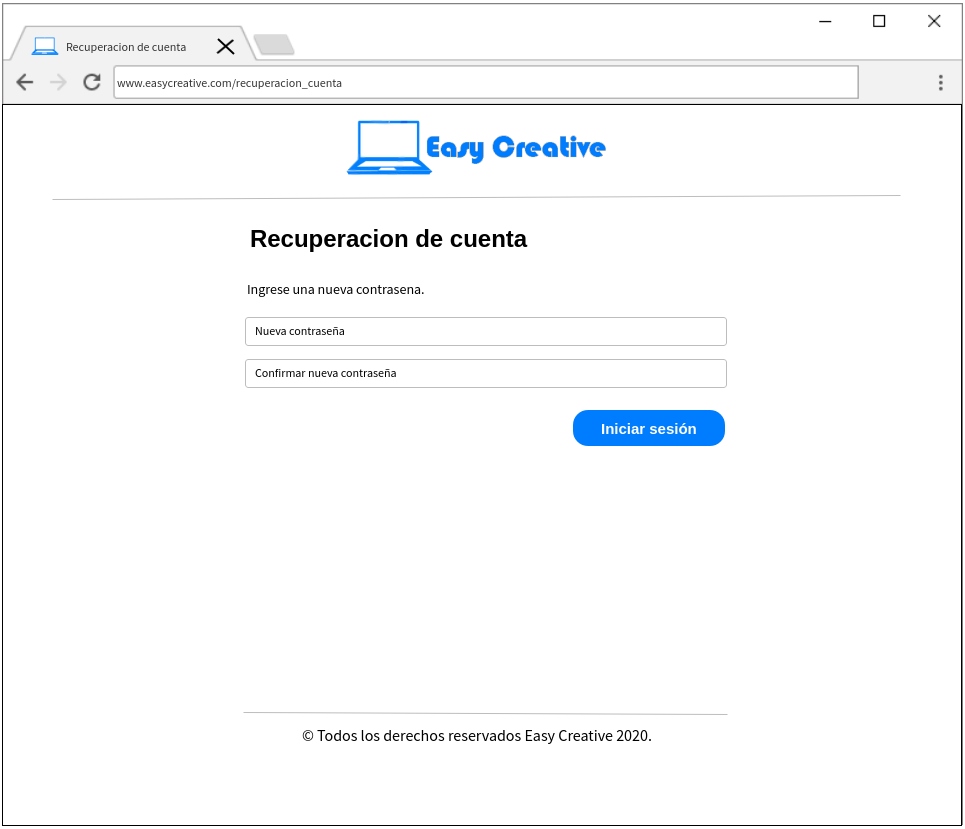 Recuperacion de cuenta
www.easycreative.com/recuperacion_cuenta
Easy Creative
Recuperacion de cuenta
Ingrese una nueva contrasena.
Nueva contraseña
Confirmar nueva contraseña
Iniciar sesión
© Todos los derechos reservados Easy Creative 2020.